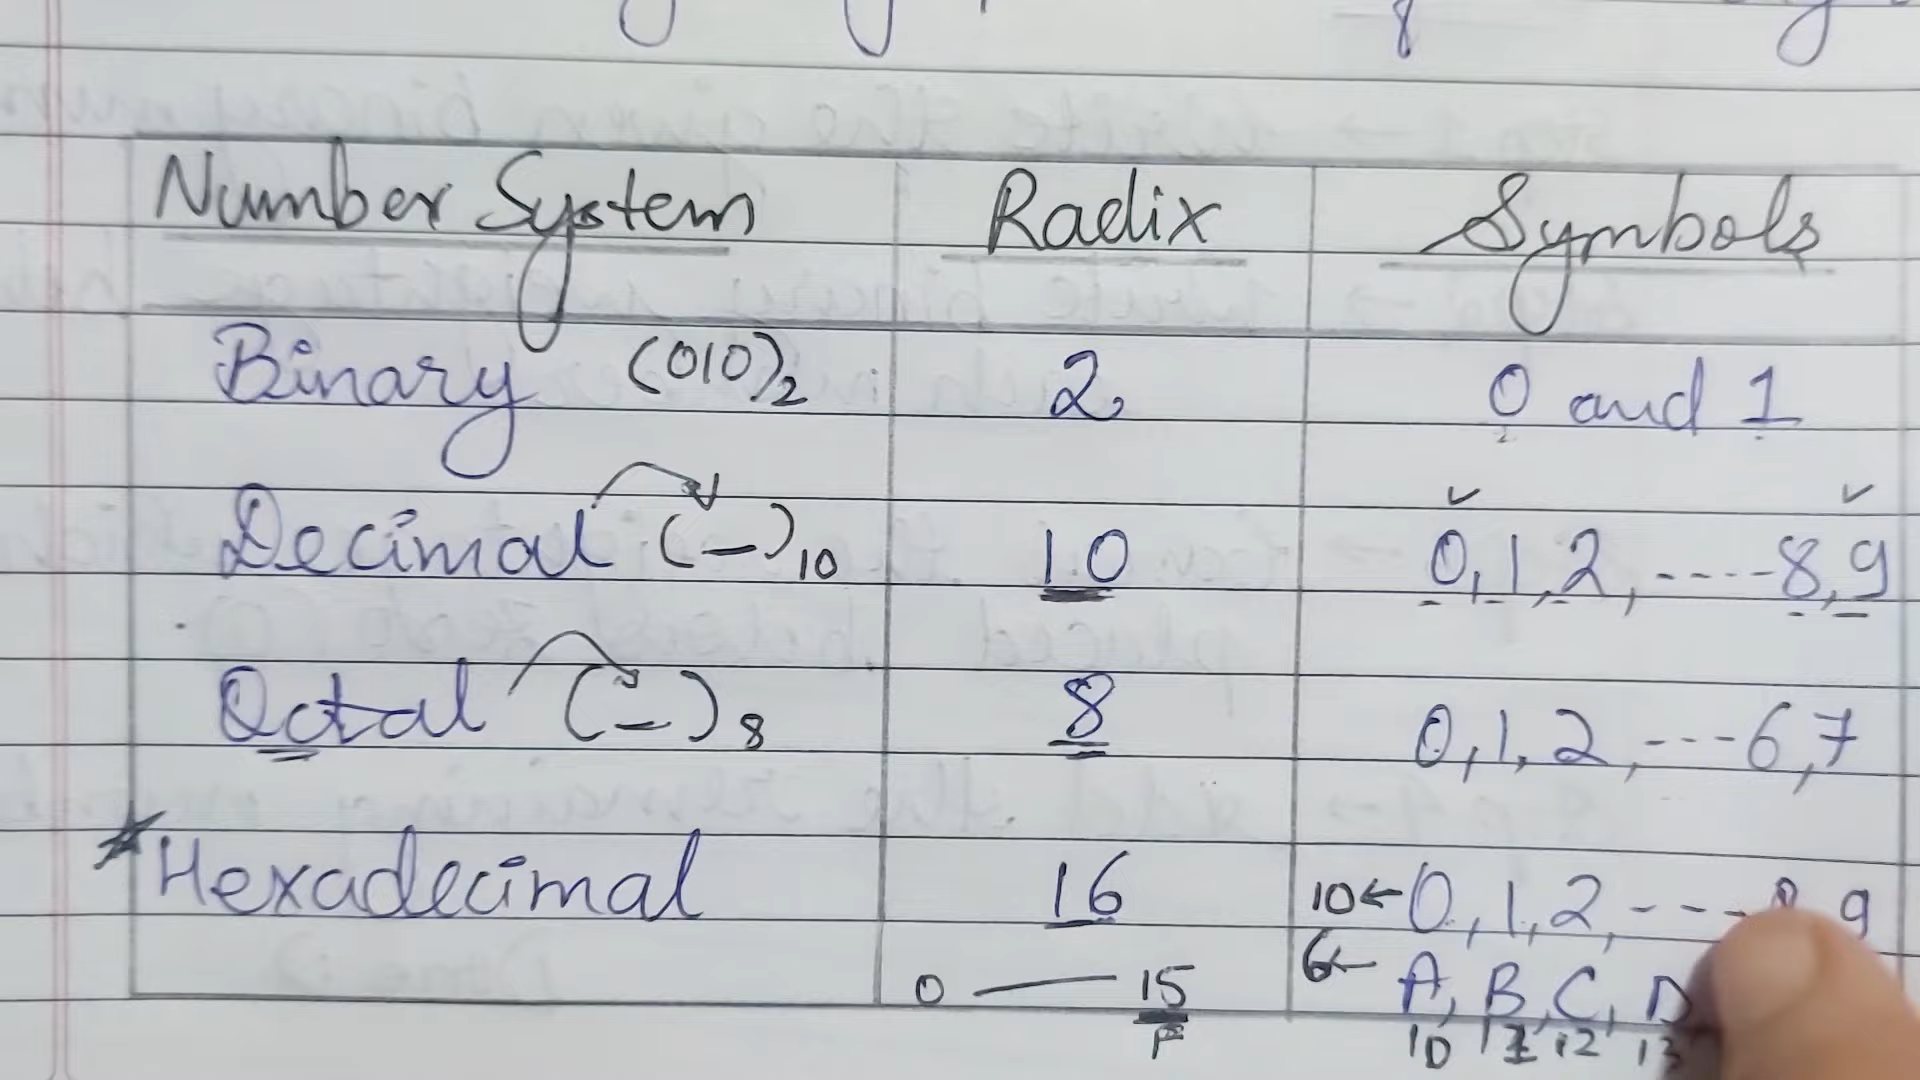 Number System Radix Symbols
Binary (010)2 2 0 and 1
Decimal (–)10 10 0,1,2,----8,9
Octal (–)8 8 0,1,2,---6,7
Hexadecimal 16 10← 0,1,2,---- 9
6← A, B, C, D
0 — 15
F 10 12 13